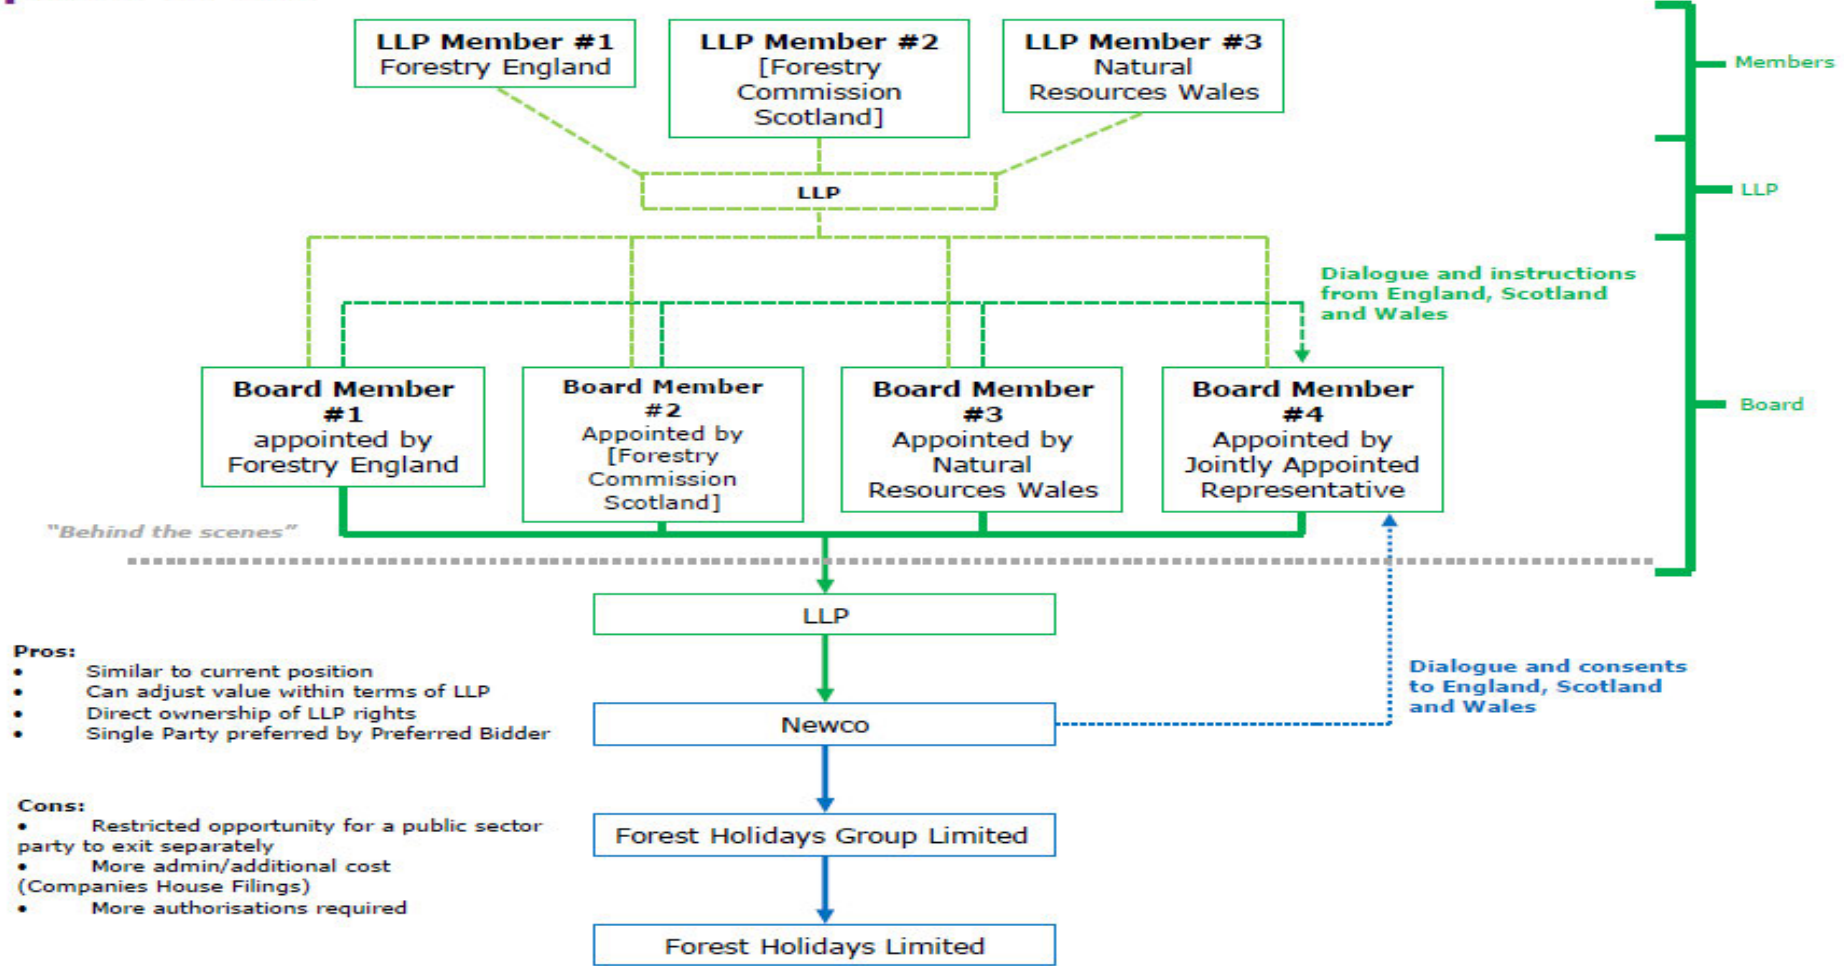 LLP Member #1
Forestry England
LLP Member #2
[Forestry
Commission
Scotland]
LLP Member #3
Natural
Resources Wales
Members
LLP
LLP
Dialogue and instructions
from England, Scotland
and Wales
Board Member
#1
appointed by
Forestry England
Board Member
#2
Appointed by
[Forestry
Commission
Scotland]
Board Member
#3
Appointed by
Natural
Resources Wales
Board Member
#4
Appointed by
Jointly Appointed
Representative
Board
“Behind the scenes”
LLP
Pros:
• Similar to current position
• Can adjust value within terms of LLP
• Direct ownership of LLP rights
• Single Party preferred by Preferred Bidder
Newco
Dialogue and consents
to England, Scotland
and Wales
Cons:
• Restricted opportunity for a public sector
party to exit separately
• More admin/additional cost
(Companies House Filings)
• More authorisations required
Forest Holidays Group Limited
Forest Holidays Limited